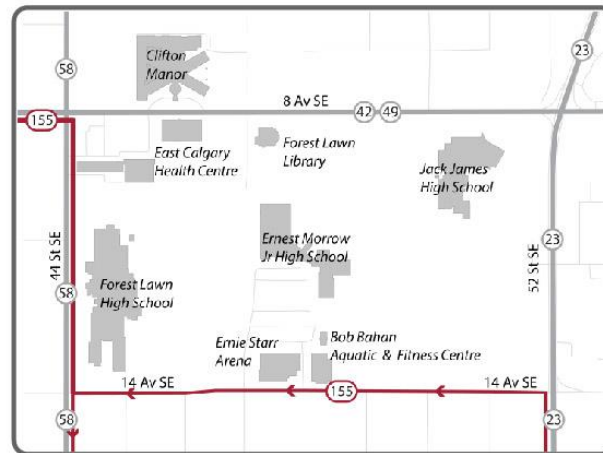 23
58
Clifton
Manor
8 Av SE
42
49
155
East Calgary
Health Centre
Forest Lawn
Library
Jack James
High School
44 St SE
Ernest Morrow
Jr High School
23
52 St SE
58
Forest Lawn
High School
Ernie Starr
Arena
Bob Bahan
Aquatic & Fitness Centre
14 Av SE
155
14 Av SE
58
23